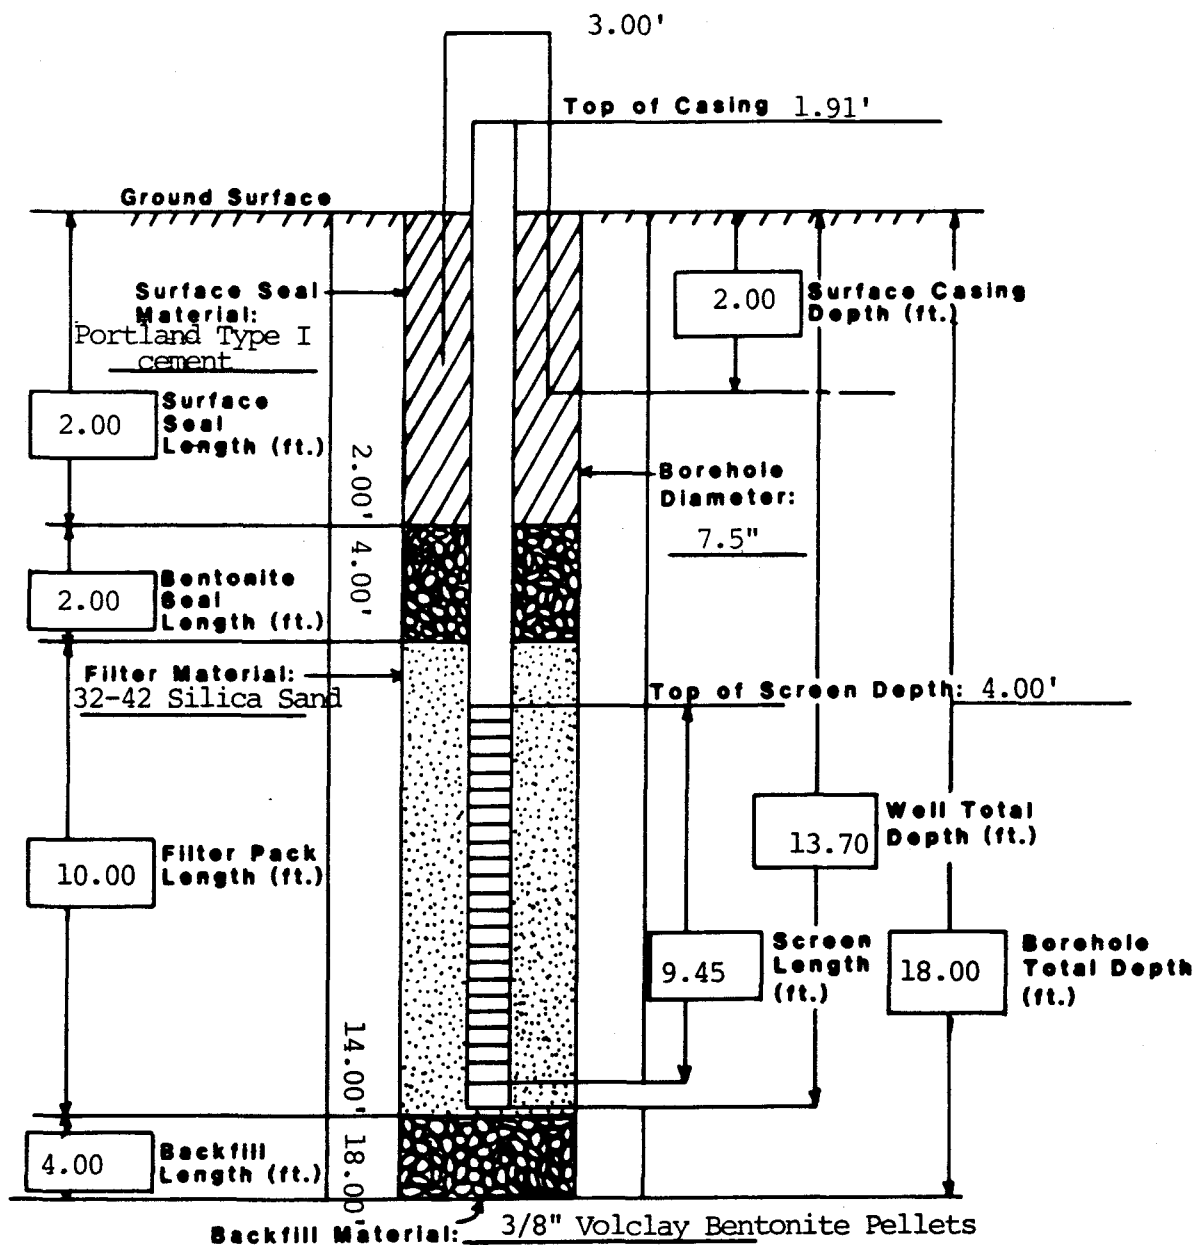 3.00'
Top of Casing 1.91'
Ground Surface
Surface Seal
Material:
Portland Type I
cement
2.00
Surface Casing
Depth (ft.)
2.00
Surface
Seal
Length (ft.)
2.00'
Borehole
Diameter:
7.5"
4.00'
2.00
Bentonite
Seal
Length (ft.)
Filter Material:
32-42 Silica Sand
Top of Screen Depth: 4.00'
13.70
Well Total
Depth (ft.)
10.00
Filter Pack
Length (ft.)
9.45
Screen
Length
(ft.)
18.00
Borehole
Total Depth
(ft.)
14.00'
4.00
Backfill
Length (ft.)
18.00'
Backfill Material: 3/8" Volclay Bentonite Pellets